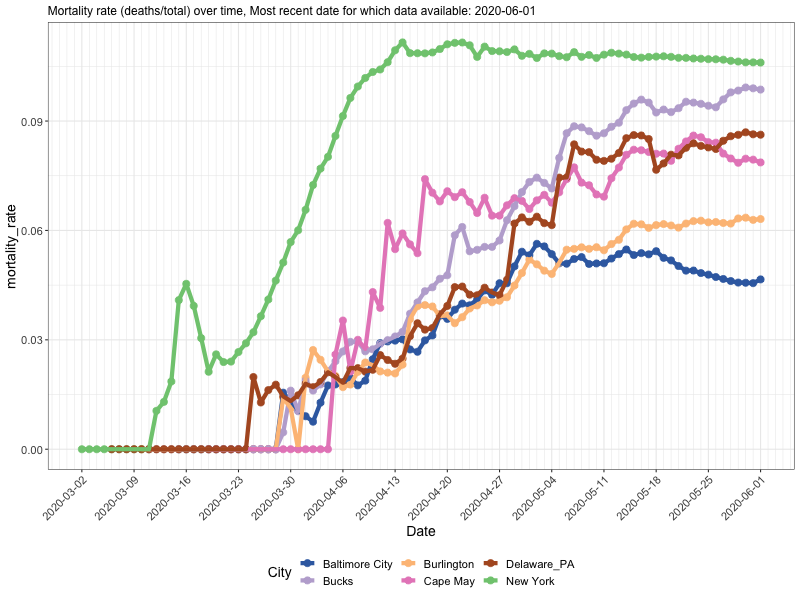 Mortality rate (deaths/total) over time, Most recent date for which data available: 2020-06-01
mortality_rate
0.09
0.06
0.03
0.00
2020-03-02
2020-03-09
2020-03-16
2020-03-23
2020-03-30
2020-04-06
2020-04-13
2020-04-20
2020-04-27
2020-05-04
2020-05-11
2020-05-18
2020-05-25
2020-06-01
Date
City
Baltimore City
Burlington
Delaware_PA
Bucks
Cape May
New York